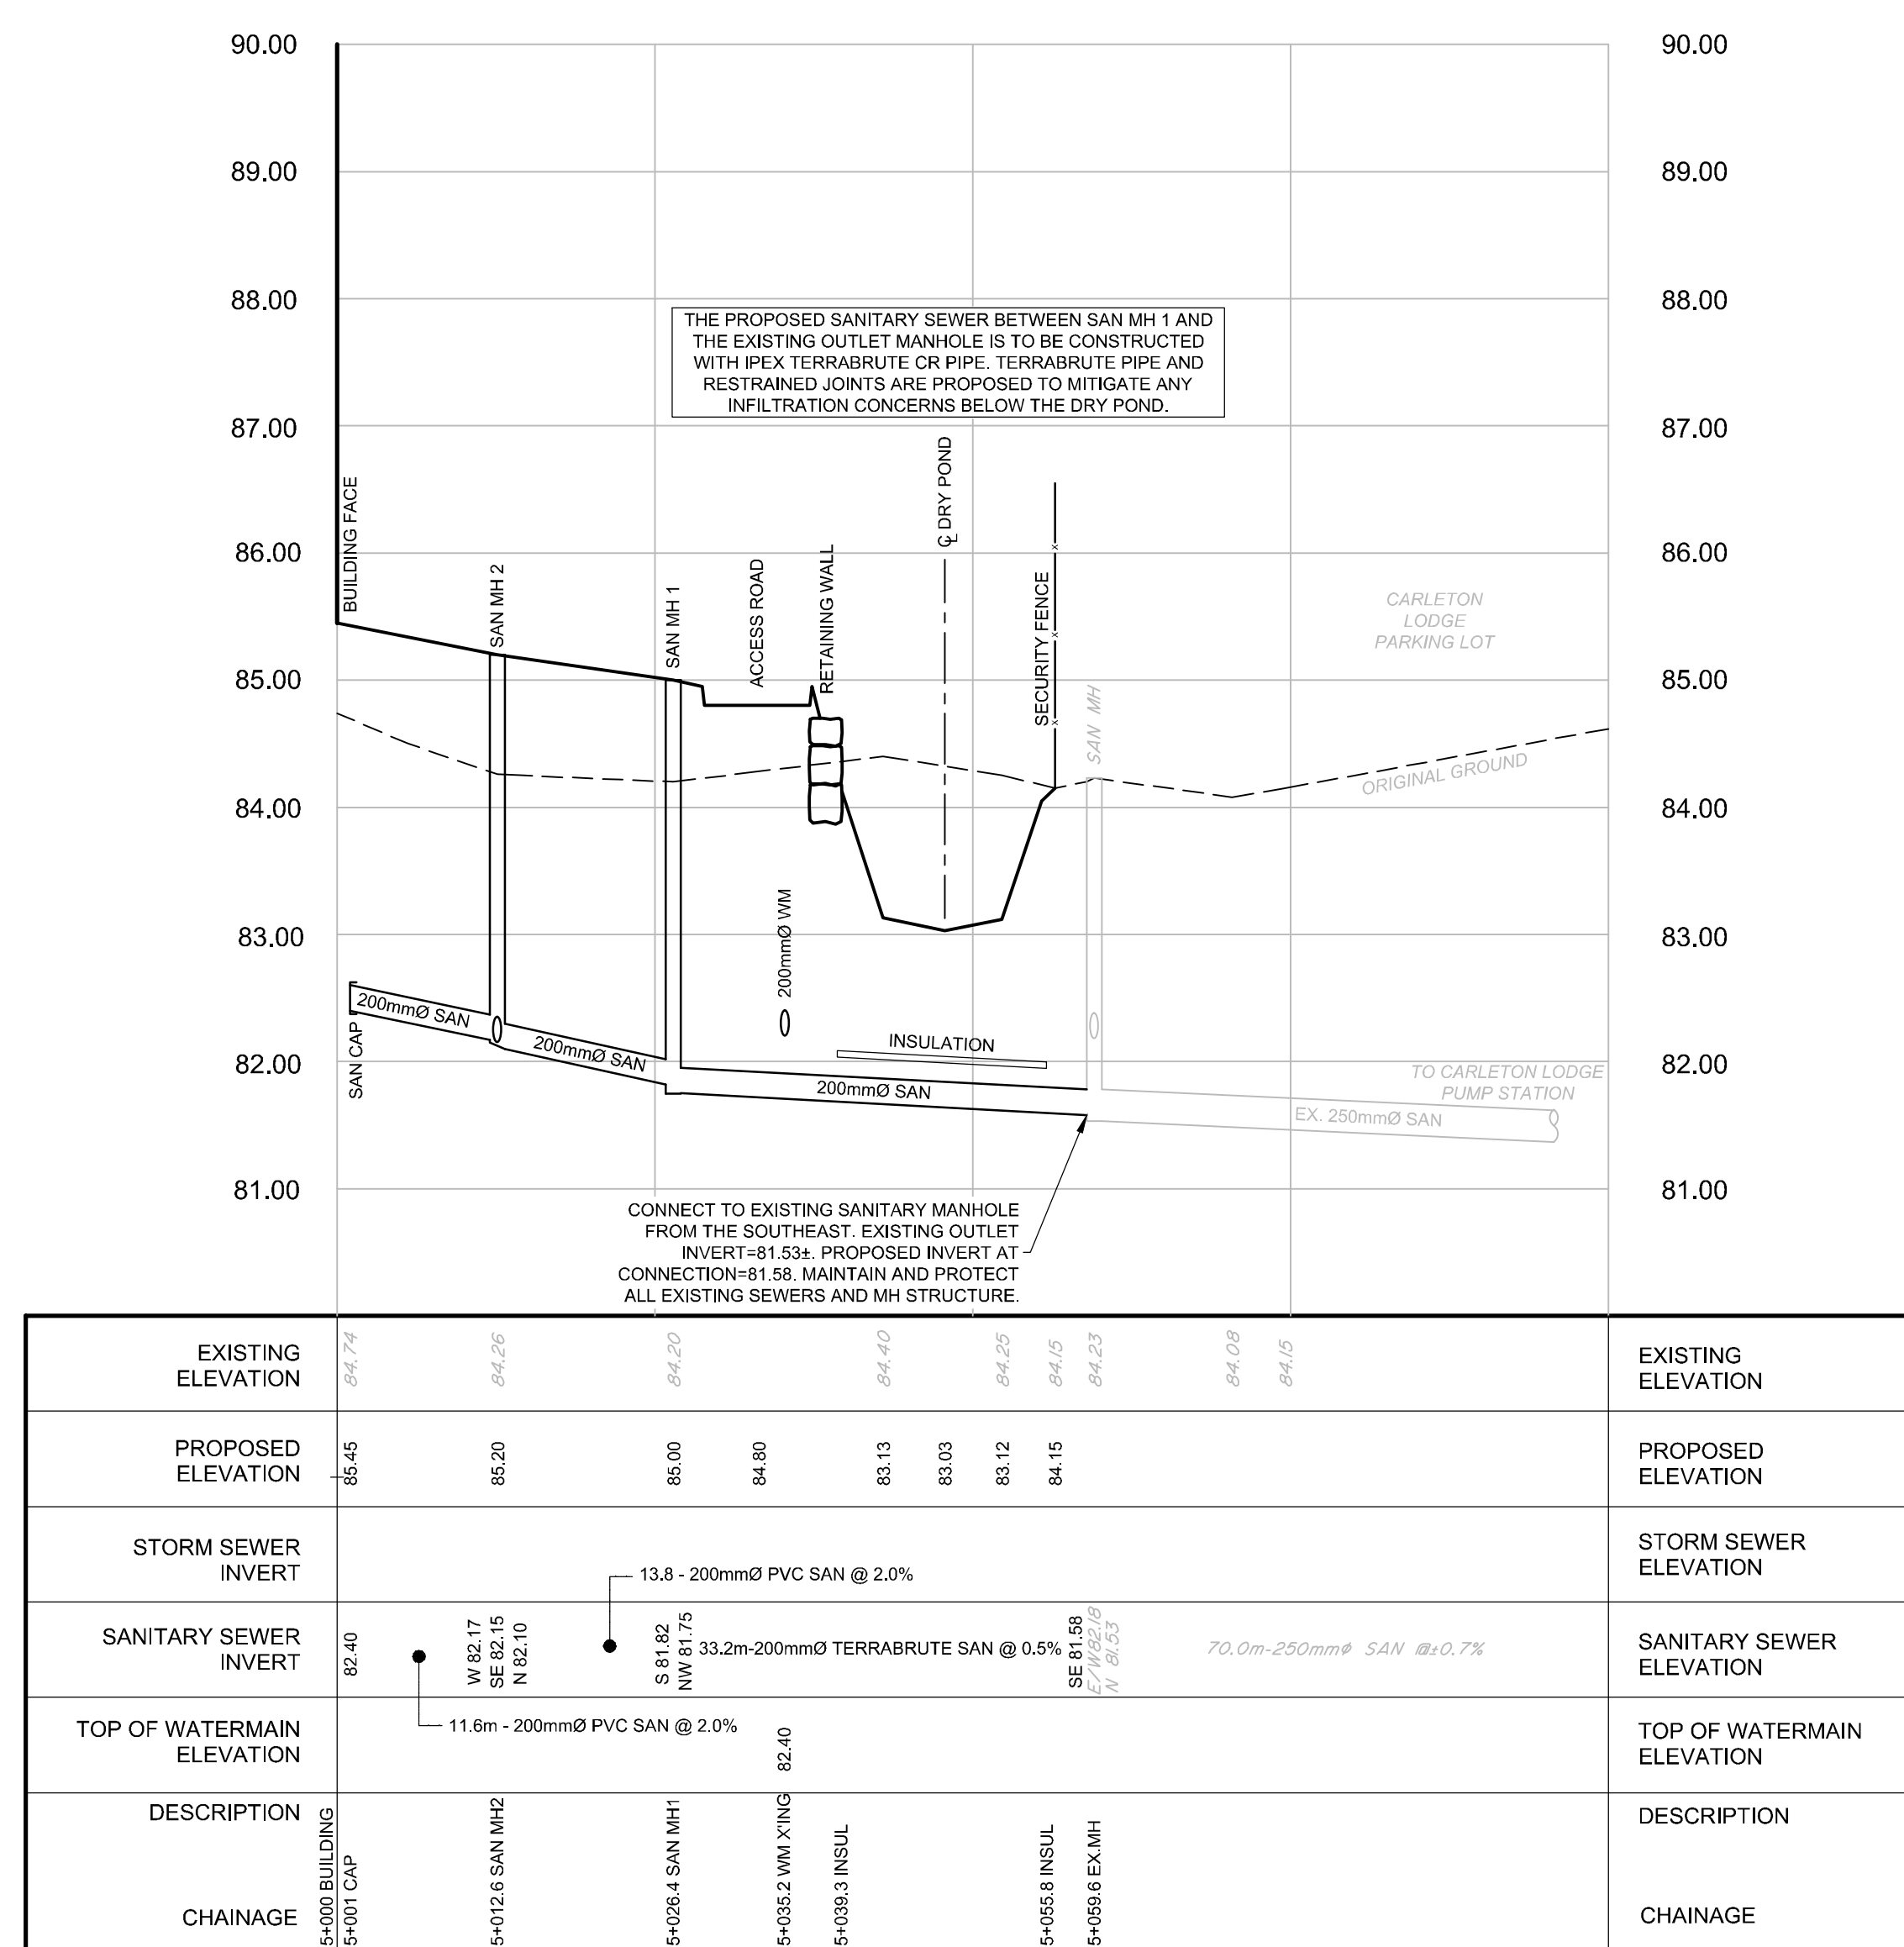 90.00
90.00
89.00
89.00
88.00
88.00
THE PROPOSED SANITARY SEWER BETWEEN SAN MH 1 AND
THE EXISTING OUTLET MANHOLE IS TO BE CONSTRUCTED
WITH IPEX TERRABRUTE CR PIPE. TERRABRUTE PIPE AND
RESTRAINED JOINTS ARE PROPOSED TO MITIGATE ANY
INFILTRATION CONCERNS BELOW THE DRY POND.
87.00
87.00
86.00
86.00
BUILDING FACE
SAN MH 2
SAN MH 1
ACCESS ROAD
RETAINING WALL
℄ DRY POND
SECURITY FENCE
SAN MH
CARLETON
LODGE
PARKING LOT
85.00
85.00
ORIGINAL GROUND
84.00
84.00
83.00
83.00
200mmØ WM
200mmØ SAN
SAN CAP
200mmØ SAN
INSULATION
200mmØ SAN
82.00
82.00
TO CARLETON LODGE
PUMP STATION
EX. 250mmØ SAN
81.00
81.00
CONNECT TO EXISTING SANITARY MANHOLE
FROM THE SOUTHEAST. EXISTING OUTLET
INVERT=81.53±. PROPOSED INVERT AT
CONNECTION=81.58. MAINTAIN AND PROTECT
ALL EXISTING SEWERS AND MH STRUCTURE.
EXISTING
ELEVATION
84.74
84.26
84.20
84.40
84.25
84.15
84.23
84.08
84.15
EXISTING
ELEVATION
PROPOSED
ELEVATION
85.45
85.20
85.00
84.80
83.13
83.03
83.12
84.15
PROPOSED
ELEVATION
STORM SEWER
INVERT
13.8 - 200mmØ PVC SAN @ 2.0%
STORM SEWER
ELEVATION
SANITARY SEWER
INVERT
82.40
W 82.17
SE 82.15
N 82.10
S 81.82
NW 81.75
33.2m-200mmØ TERRABRUTE SAN @ 0.5%
SE 81.58
E/W82.18
N 81.53
70.0m-250mmø SAN @±0.7%
SANITARY SEWER
ELEVATION
TOP OF WATERMAIN
ELEVATION
11.6m - 200mmØ PVC SAN @ 2.0%
82.40
TOP OF WATERMAIN
ELEVATION
DESCRIPTION
CHAINAGE
5+000 BUILDING
5+001 CAP
5+012.6 SAN MH2
5+026.4 SAN MH1
5+035.2 WM X'ING
5+039.3 INSUL
5+055.8 INSUL
5+059.6 EX.MH
DESCRIPTION
CHAINAGE